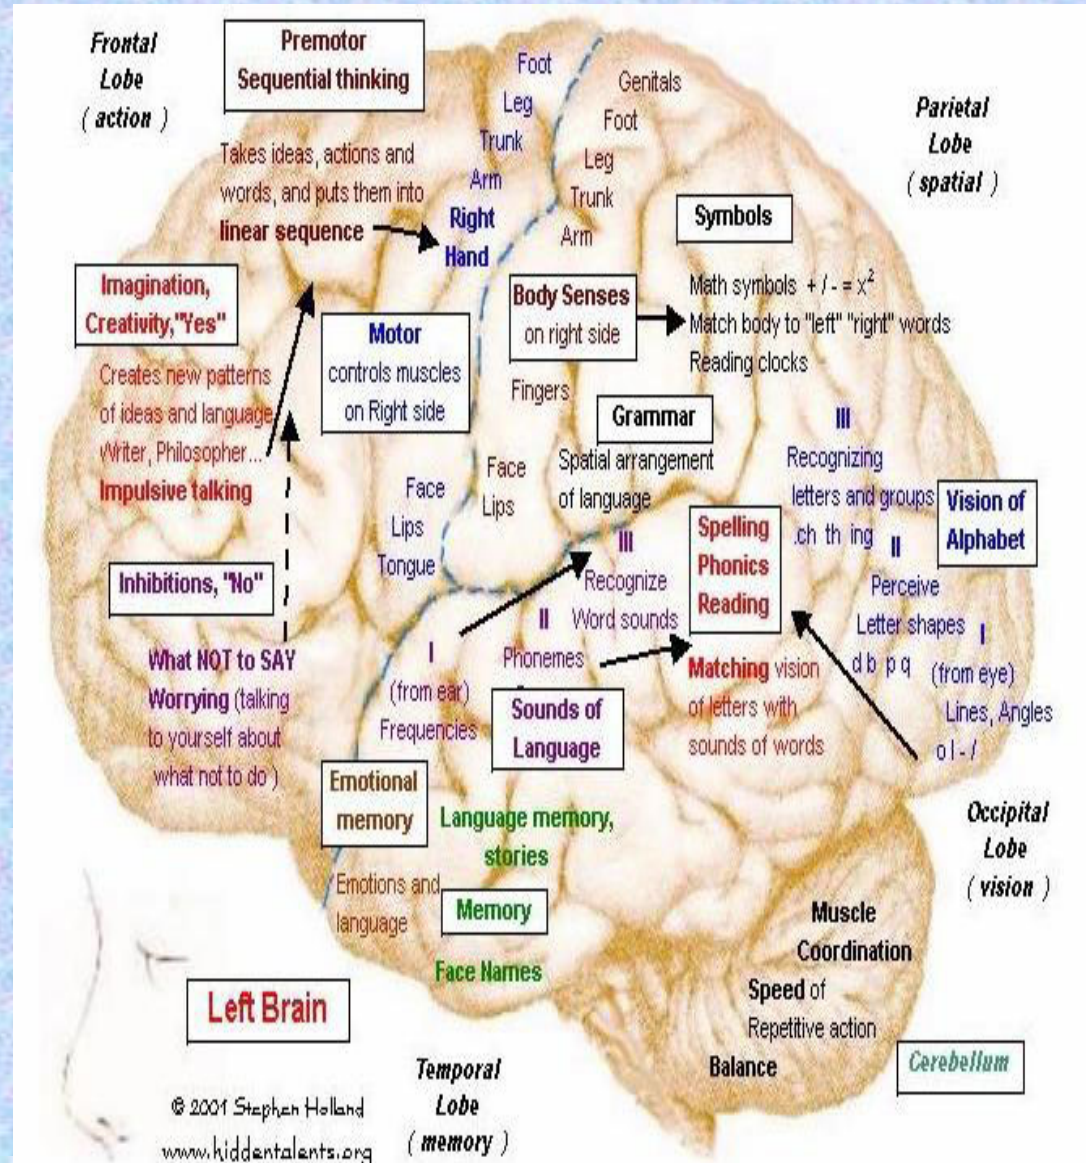 Frontal
Lobe
( action )
Premotor
Sequential thinking
Takes ideas, actions and
words, and puts them into
linear sequence
Foot
Leg
Trunk
Arm
Right
Hand
Genitals
Foot
Leg
Trunk
Arm
Parietal
Lobe
( spatial )
Symbols
Math symbols + / - = x²
Match body to "left" "right" words
Reading clocks
Imagination,
Creativity,"Yes"
Creates new patterns
of ideas and language
Writer, Philosopher...
Impulsive talking
Motor
controls muscles
on Right side
Body Senses
on right side
Fingers
Grammar
Spatial arrangement
of language
Face
Lips
Face
Lips
Tongue
III
Recognizing
letters and groups
.ch th ing
Vision of
Alphabet
II
Perceive
Letter shapes
d b p q
I
(from eye)
Lines, Angles
o l - /
Inhibitions, "No"
What NOT to SAY
Worrying (talking
to yourself about
what not to do )
III
Recognize
Word sounds
II
Phonemes
I
(from ear)
Frequencies
Sounds of
Language
Spelling
Phonics
Reading
Matching vision
of letters with
sounds of words
Emotional
memory
Emotions and
language
Language memory,
stories
Memory
Face Names
Occipital
Lobe
( vision )
Muscle
Coordination
Speed of
Repetitive action
Balance
Cerebellum
Left Brain
Temporal
Lobe
( memory )
© 2001 Stephen Holland
www.hiddentalents.org